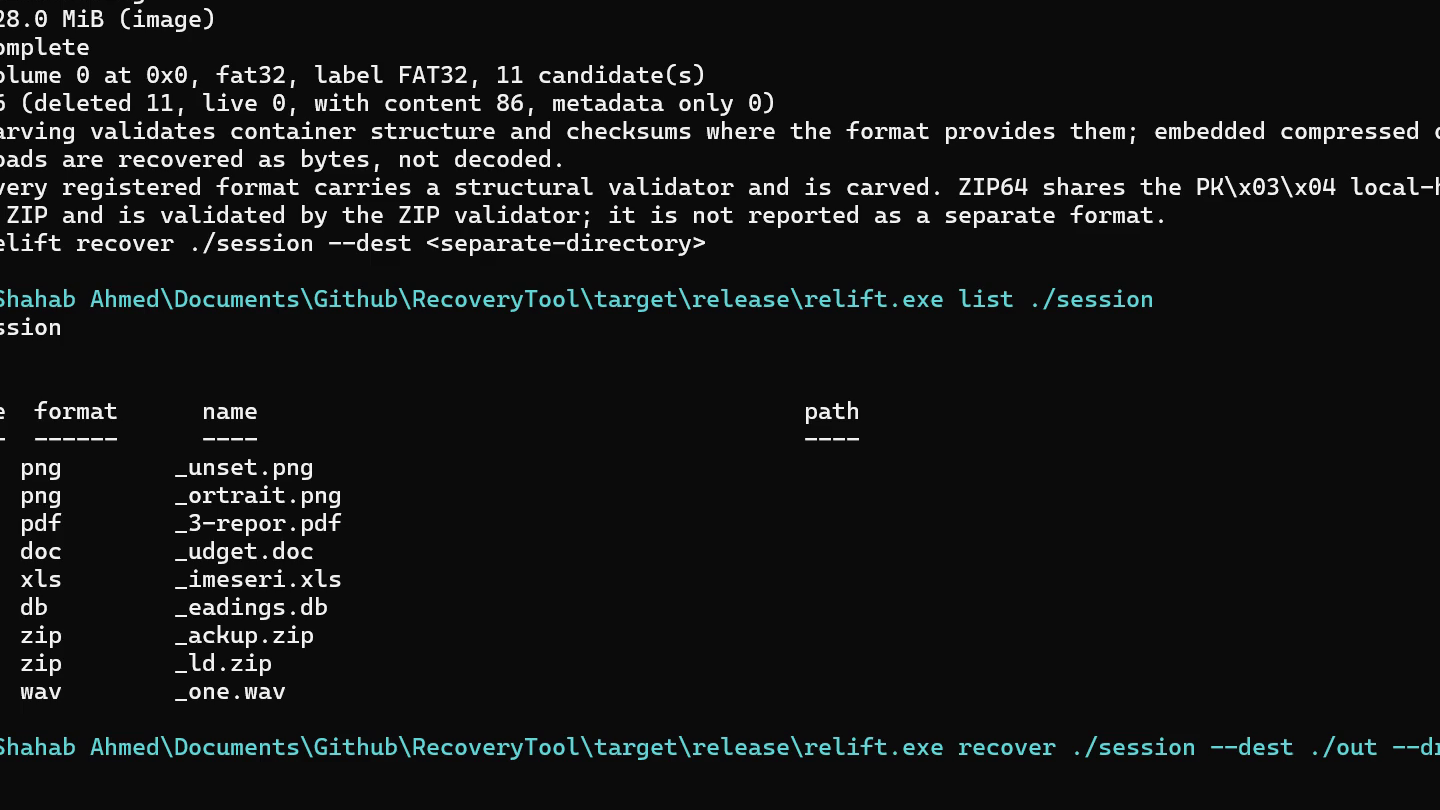 28.0 MiB (image)
omplete
olume 0 at 0x0, fat32, label FAT32, 11 candidate(s)
6 (deleted 11, live 0, with content 86, metadata only 0)
arving validates container structure and checksums where the format provides them; embedded compressed
oads are recovered as bytes, not decoded.
very registered format carries a structural validator and is carved. ZIP64 shares the PK\x03\x04 local-h
ZIP and is validated by the ZIP validator; it is not reported as a separate format.
elift recover ./session --dest <separate-directory>
Shahab Ahmed\Documents\Github\RecoveryTool\target\release\relift.exe list ./session
ssion
e format name path
- ------ ---- ----
png _unset.png
png _ortrait.png
pdf _3-repor.pdf
doc _udget.doc
xls _imeseri.xls
db _eadings.db
zip _ackup.zip
zip _ld.zip
wav _one.wav
Shahab Ahmed\Documents\Github\RecoveryTool\target\release\relift.exe recover ./session --dest ./out --dr